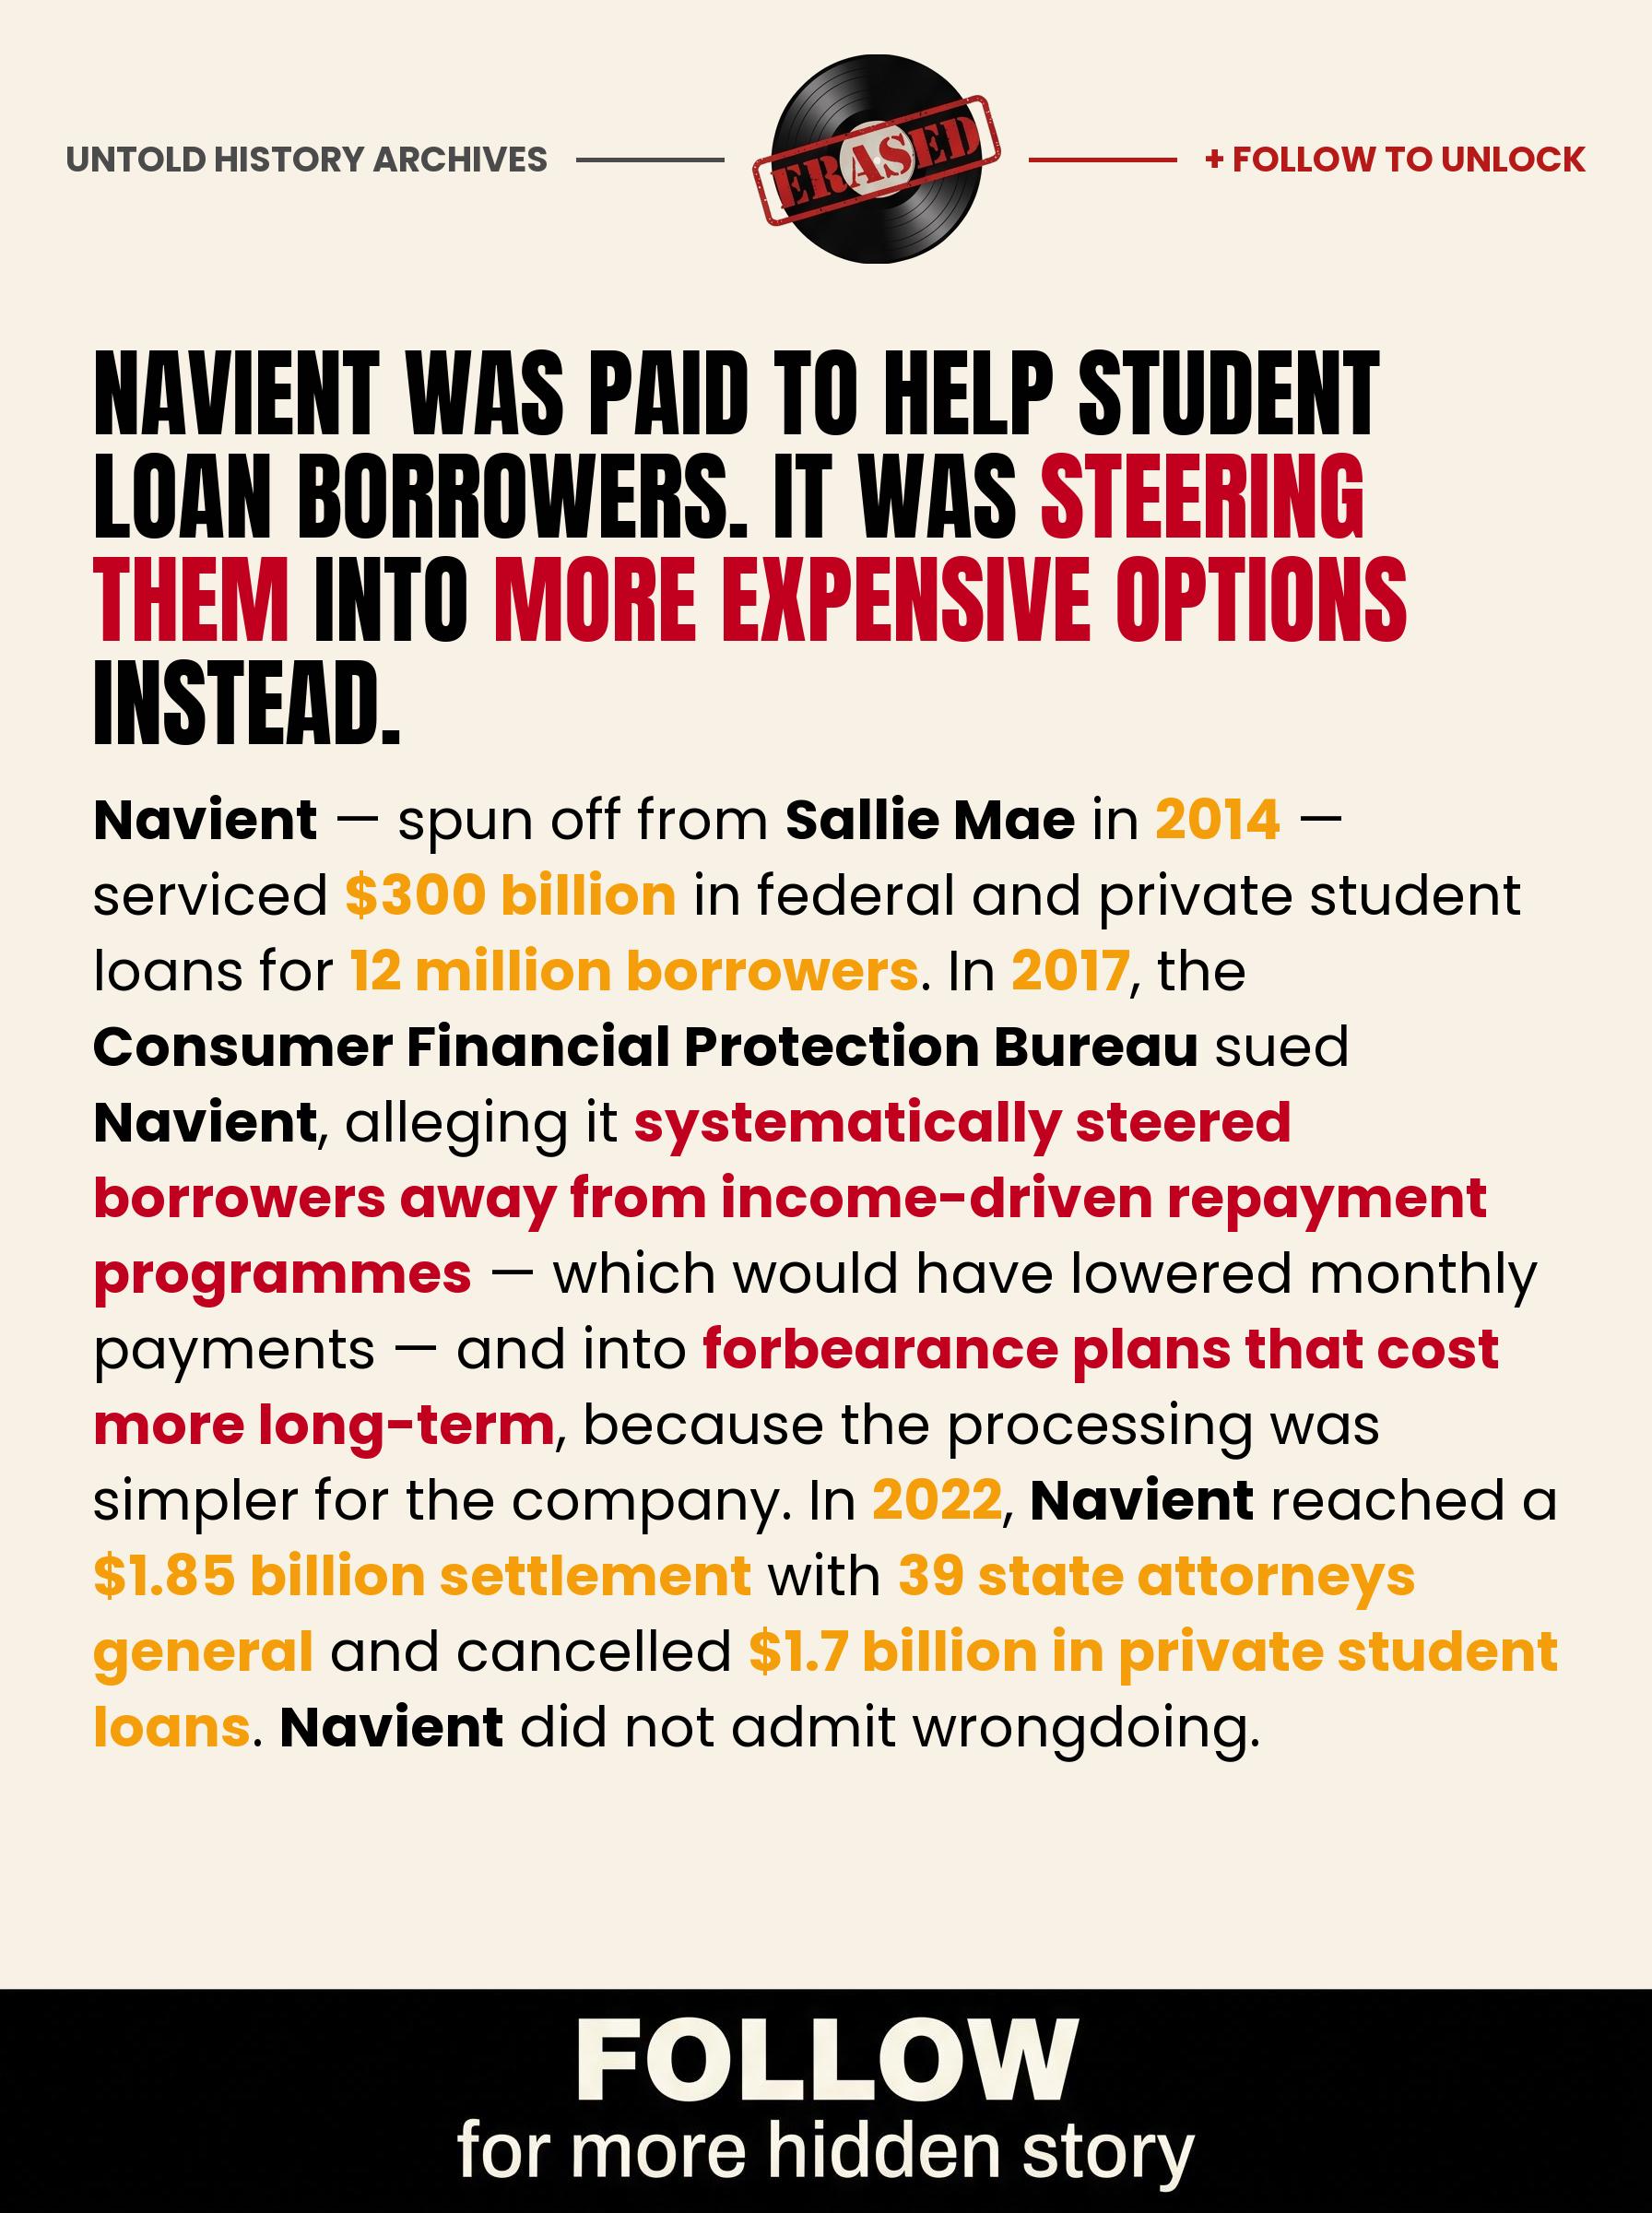 UNTOLD HISTORY ARCHIVES
ERASED
+ FOLLOW TO UNLOCK
NAVIENT WAS PAID TO HELP STUDENT
LOAN BORROWERS. IT WAS STEERING
THEM INTO MORE EXPENSIVE OPTIONS
INSTEAD.
Navient — spun off from Sallie Mae in 2014 —
serviced $300 billion in federal and private student
loans for 12 million borrowers. In 2017, the
Consumer Financial Protection Bureau sued
Navient, alleging it systematically steered
borrowers away from income-driven repayment
programmes — which would have lowered monthly
payments — and into forbearance plans that cost
more long-term, because the processing was
simpler for the company. In 2022, Navient reached a
$1.85 billion settlement with 39 state attorneys
general and cancelled $1.7 billion in private student
loans. Navient did not admit wrongdoing.
FOLLOW
for more hidden story